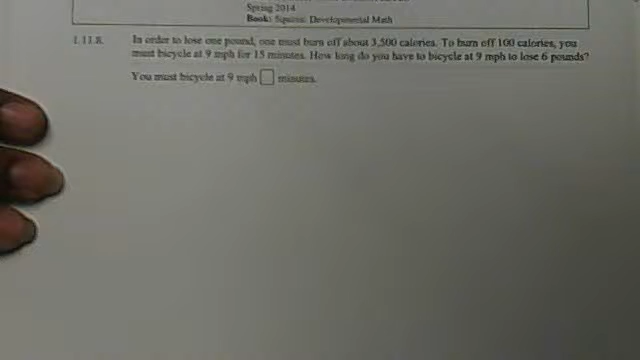 Spring 2014
Book: Squires: Developmental Math
1.11.8. In order to lose one pound, one must burn off about 3,500 calories. To burn off 100 calories, you
must bicycle at 9 mph for 15 minutes. How long do you have to bicycle at 9 mph to lose 6 pounds?
You must bicycle at 9 mph minutes.